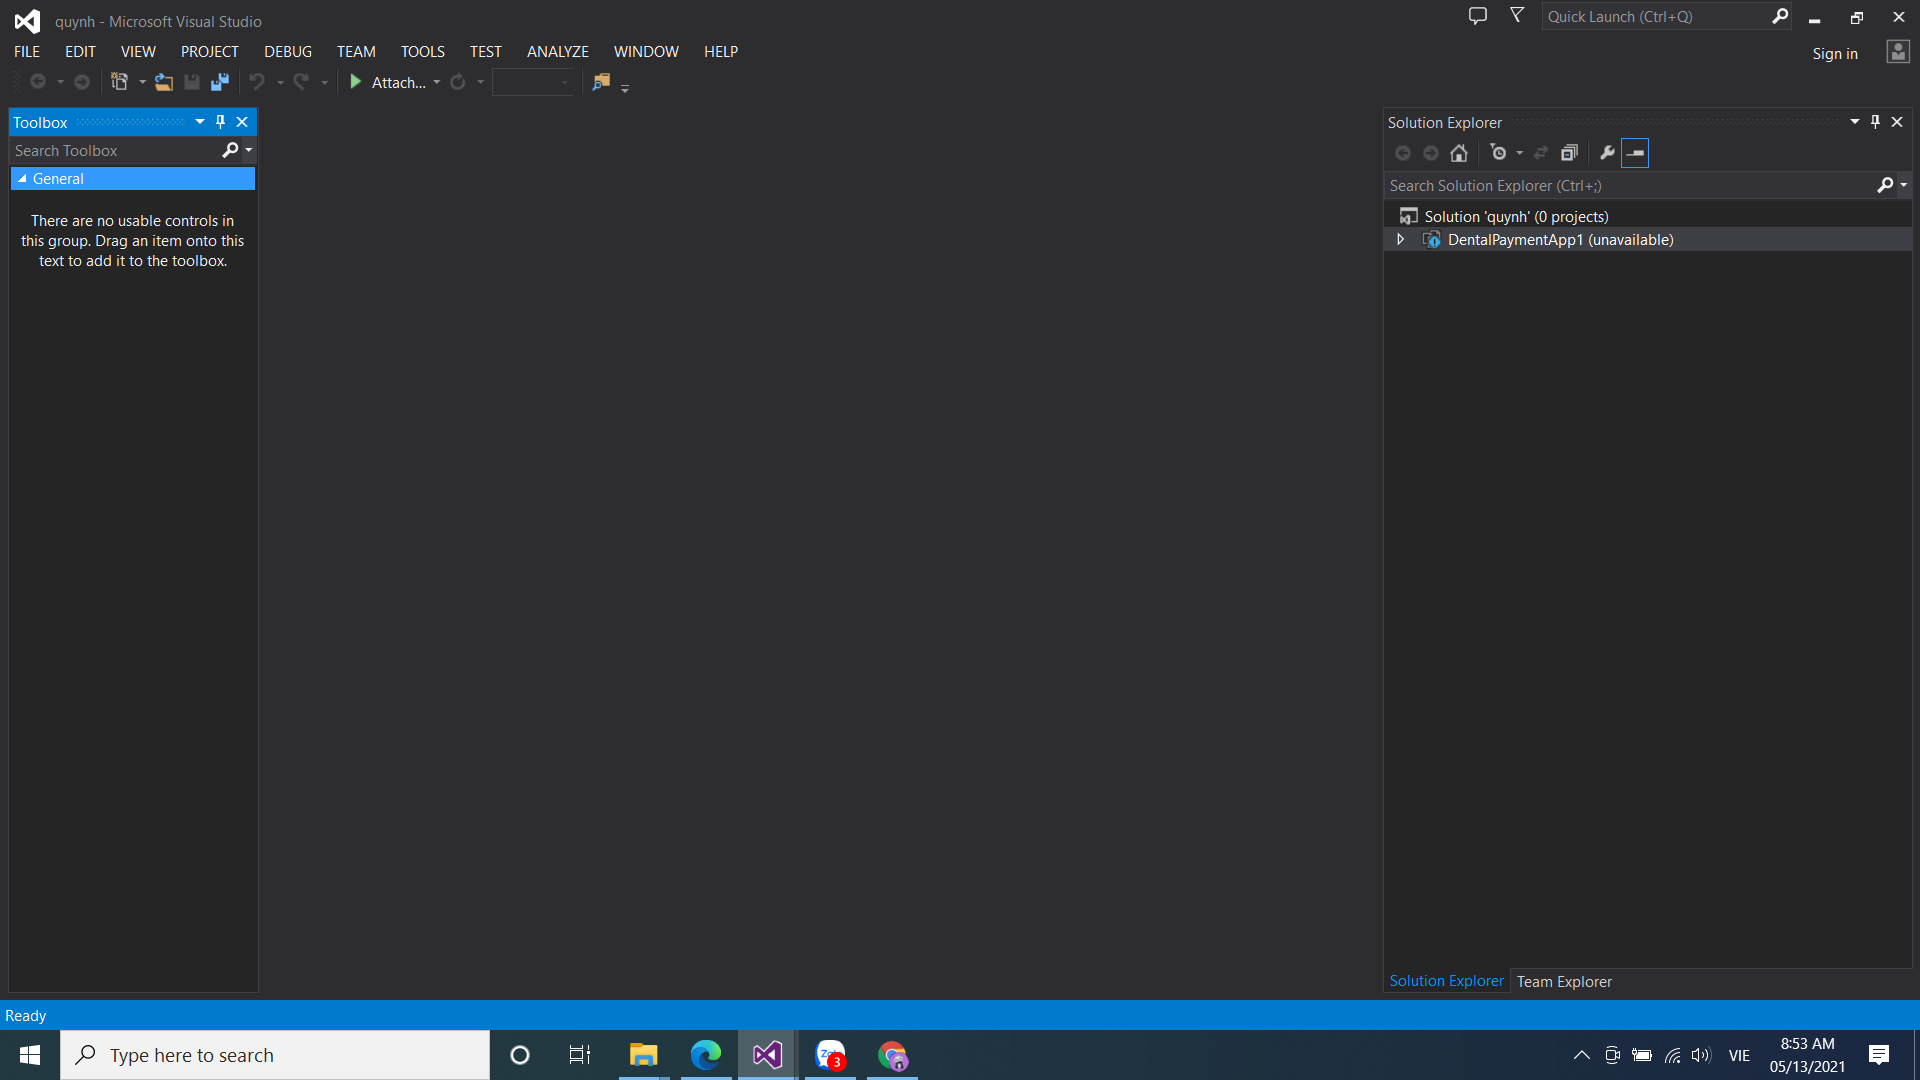 quynh - Microsoft Visual Studio
Quick Launch (Ctrl+Q)
FILE EDIT VIEW PROJECT DEBUG TEAM TOOLS TEST ANALYZE WINDOW HELP
Sign in
Attach...
Toolbox
Search Toolbox
General
There are no usable controls in
this group. Drag an item onto this
text to add it to the toolbox.
Solution Explorer
Search Solution Explorer (Ctrl+;)
Solution 'quynh' (0 projects)
DentalPaymentApp1 (unavailable)
Solution Explorer Team Explorer
Ready
Type here to search
3
VIE
8:53 AM
05/13/2021